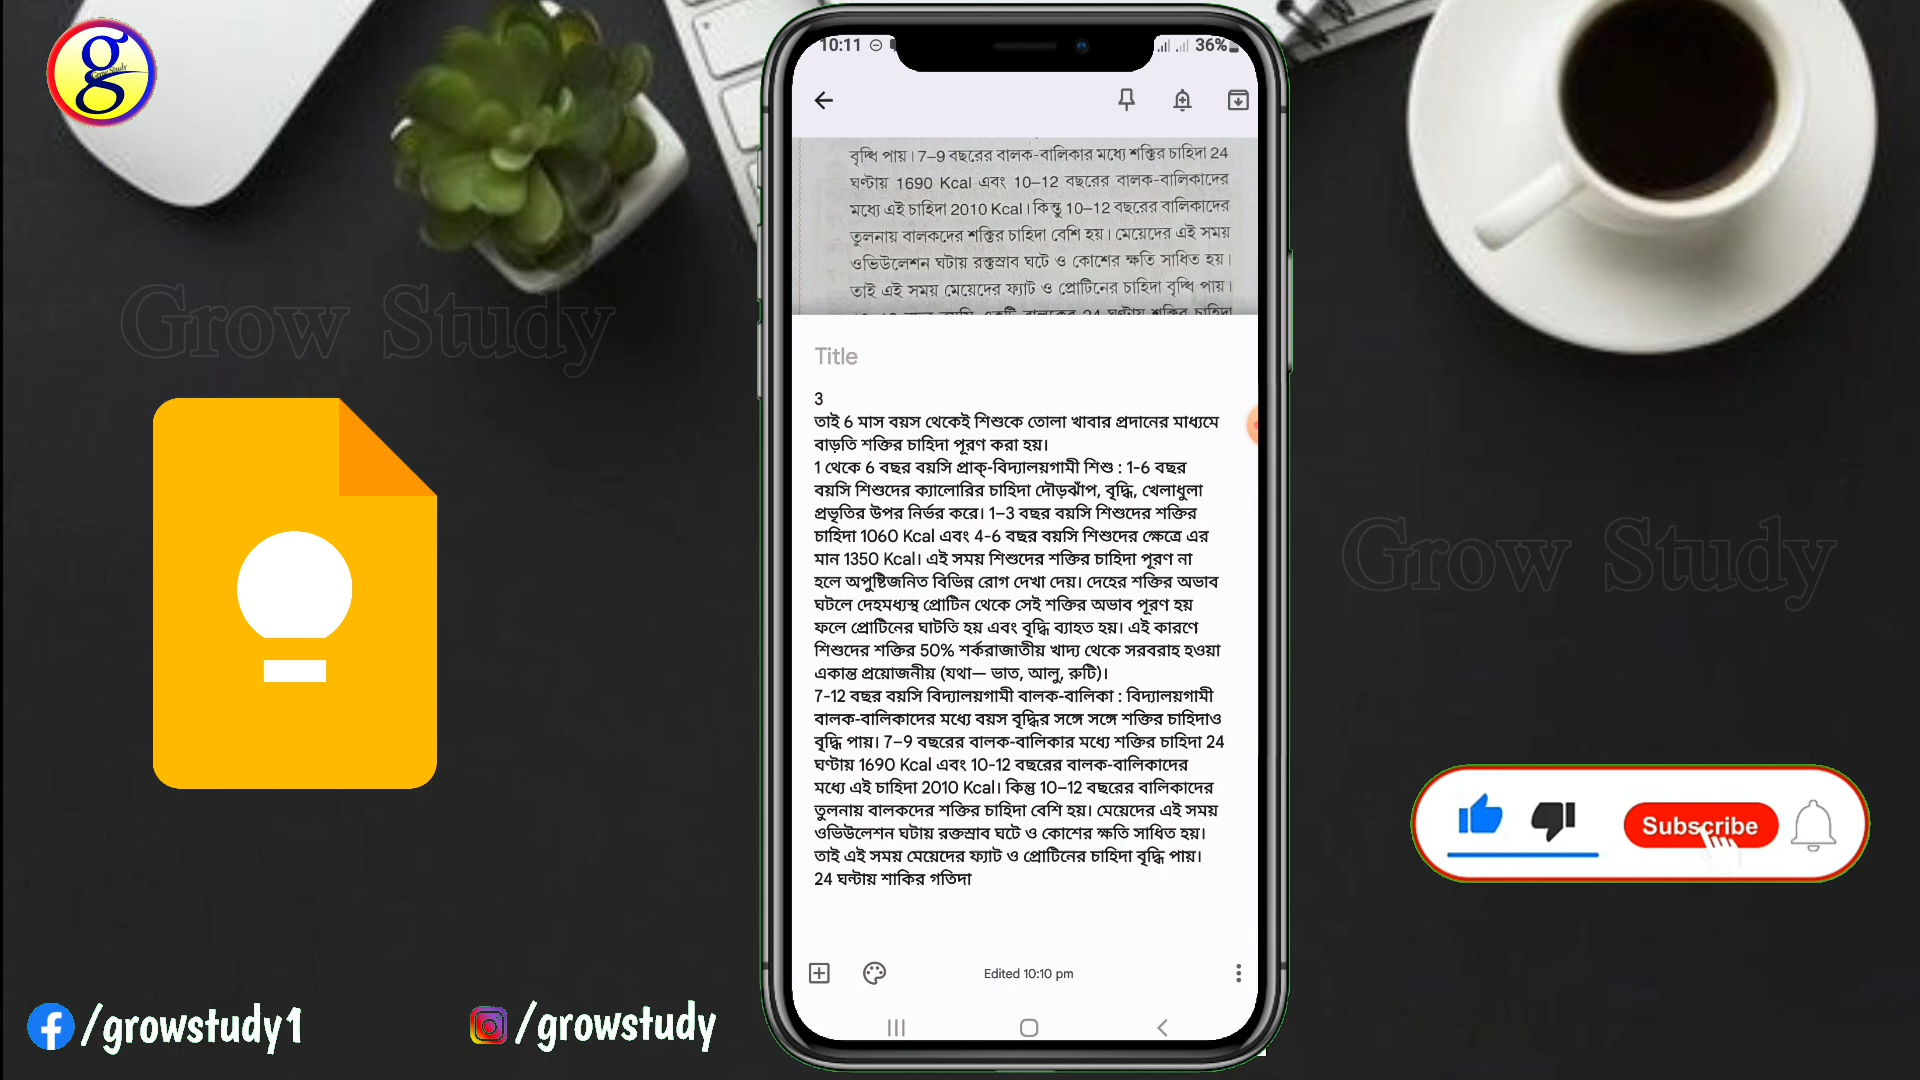 Grow Study
10:11
36%
বৃদ্ধি পায়। 7–9 বছরের বালক-বালিকার মধ্যে শক্তির চাহিদা 24
ঘণ্টায় 1690 Kcal এবং 10–12 বছরের বালক-বালিকাদের
মধ্যে এই চাহিদা 2010 Kcal। কিন্তু 10–12 বছরের বালিকাদের
তুলনায় বালকদের শক্তির চাহিদা বেশি হয়। মেয়েদের এই সময়
ওভিউলেশন ঘটায় রক্তস্রাব ঘটে ও কোশের ক্ষতি সাধিত হয়।
তাই এই সময় মেয়েদের ফ্যাট ও প্রোটিনের চাহিদা বৃদ্ধি পায়।
Title
3
তাই 6 মাস বয়স থেকেই শিশুকে তোলা খাবার প্রদানের মাধ্যমে
বাড়তি শক্তির চাহিদা পূরণ করা হয়।
1 থেকে 6 বছর বয়সি প্রাক্-বিদ্যালয়গামী শিশু : 1-6 বছর
বয়সি শিশুদের ক্যালোরির চাহিদা দৌড়ঝাঁপ, বৃদ্ধি, খেলাধুলা
প্রভৃতির উপর নির্ভর করে। 1–3 বছর বয়সি শিশুদের শক্তির
চাহিদা 1060 Kcal এবং 4-6 বছর বয়সি শিশুদের ক্ষেত্রে এর
মান 1350 Kcal। এই সময় শিশুদের শক্তির চাহিদা পূরণ না
হলে অপুষ্টিজনিত বিভিন্ন রোগ দেখা দেয়। দেহের শক্তির অভাব
ঘটলে দেহমধ্যস্থ প্রোটিন থেকে সেই শক্তির অভাব পূরণ হয়
ফলে প্রোটিনের ঘাটতি হয় এবং বৃদ্ধি ব্যাহত হয়। এই কারণে
শিশুদের শক্তির 50% শর্করাজাতীয় খাদ্য থেকে সরবরাহ হওয়া
একান্ত প্রয়োজনীয় (যথা— ভাত, আলু, রুটি)।
7-12 বছর বয়সি বিদ্যালয়গামী বালক-বালিকা : বিদ্যালয়গামী
বালক-বালিকাদের মধ্যে বয়স বৃদ্ধির সঙ্গে সঙ্গে শক্তির চাহিদাও
বৃদ্ধি পায়। 7–9 বছরের বালক-বালিকার মধ্যে শক্তির চাহিদা 24
ঘণ্টায় 1690 Kcal এবং 10-12 বছরের বালক-বালিকাদের
মধ্যে এই চাহিদা 2010 Kcal। কিন্তু 10–12 বছরের বালিকাদের
তুলনায় বালকদের শক্তির চাহিদা বেশি হয়। মেয়েদের এই সময়
ওভিউলেশন ঘটায় রক্তস্রাব ঘটে ও কোশের ক্ষতি সাধিত হয়।
তাই এই সময় মেয়েদের ফ্যাট ও প্রোটিনের চাহিদা বৃদ্ধি পায়।
24 ঘন্টায় শাকির গতিদা
Edited 10:10 pm
Grow Study
Grow Study
Subscribe
/growstudy1
/growstudy